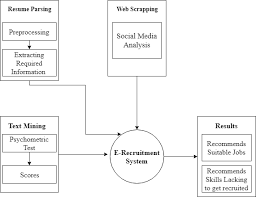 Resume Parsing
Preprocessing
Extracting
Required
Information
Web Scrapping
Social Media
Analysis
Text Mining
Psychometric
Test
Scores
E-Recruitment
System
Results
Recommends
Suitable Jobs
Recommends
Skills Lacking
to get recruited